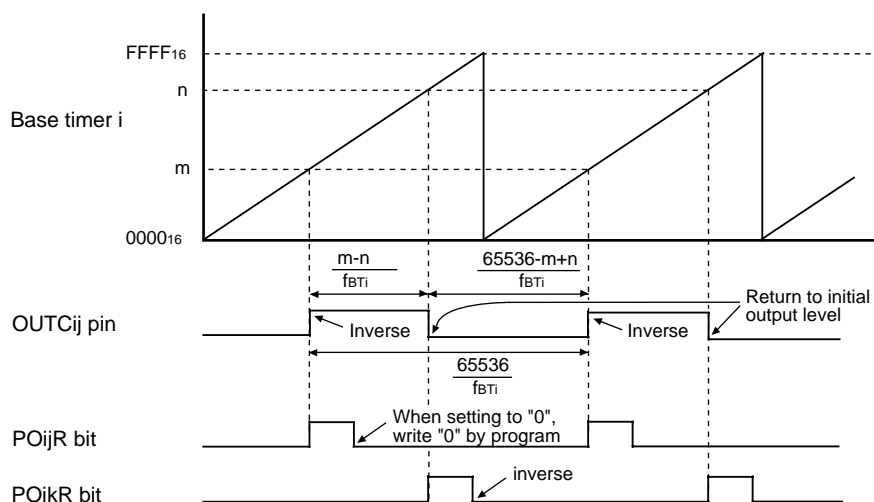 FFFF16
n
Base timer i
m
000016
m-n
fBTi
65536-m+n
fBTi
Return to initial
output level
OUTCij pin
Inverse
Inverse
65536
fBTi
When setting to "0",
write "0" by program
POijR bit
inverse
POikR bit